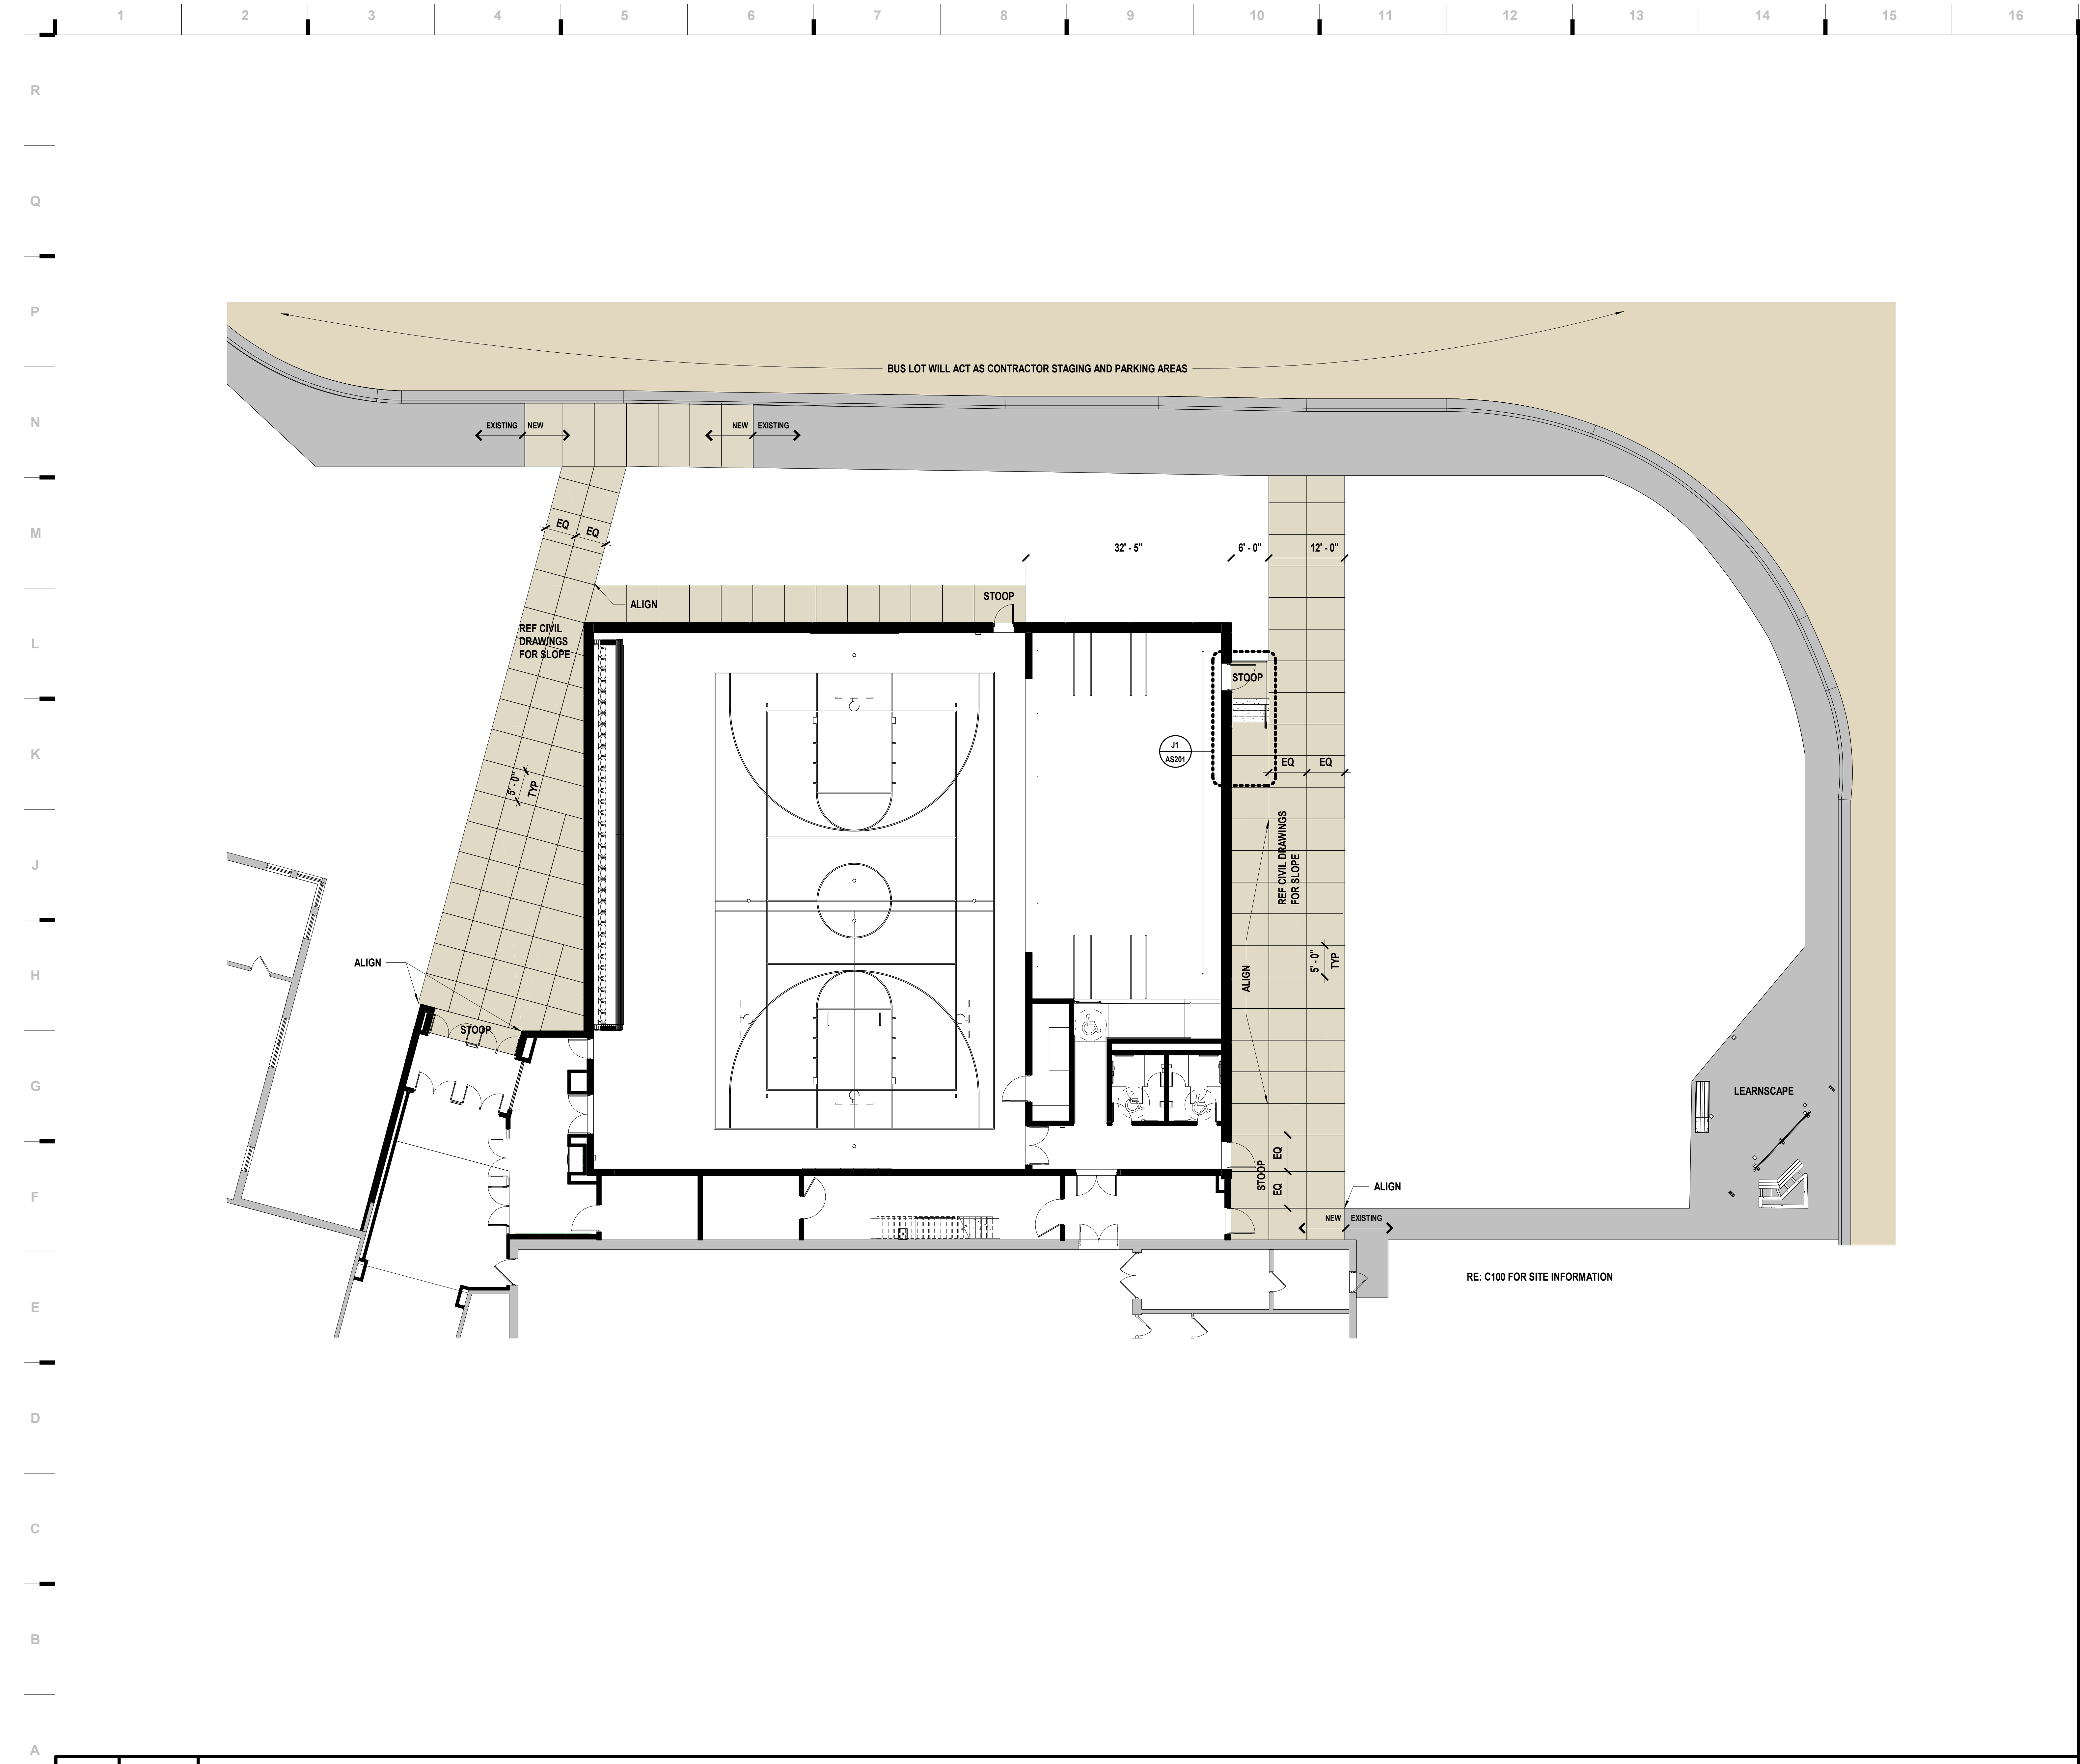 1 2 3 4 5 6 7 8 9 10 11 12 13 14 15 16
R
Q
P
BUS LOT WILL ACT AS CONTRACTOR STAGING AND PARKING AREAS
N
EXISTING NEW
NEW EXISTING
M
EQ
EQ
32' - 5"
6' - 0"
12' - 0"
STOOP
ALIGN
L
REF CIVIL
DRAWINGS
FOR SLOPE
STOOP
K
J1
AS201
EQ
EQ
5' - 0"
TYP
REF CIVIL DRAWINGS
FOR SLOPE
J
ALIGN
H
ALIGN
5' - 0"
TYP
STOOP
G
LEARNSCAPE
EQ
EQ
STOOP
F
ALIGN
NEW EXISTING
RE: C100 FOR SITE INFORMATION
E
D
C
B
A